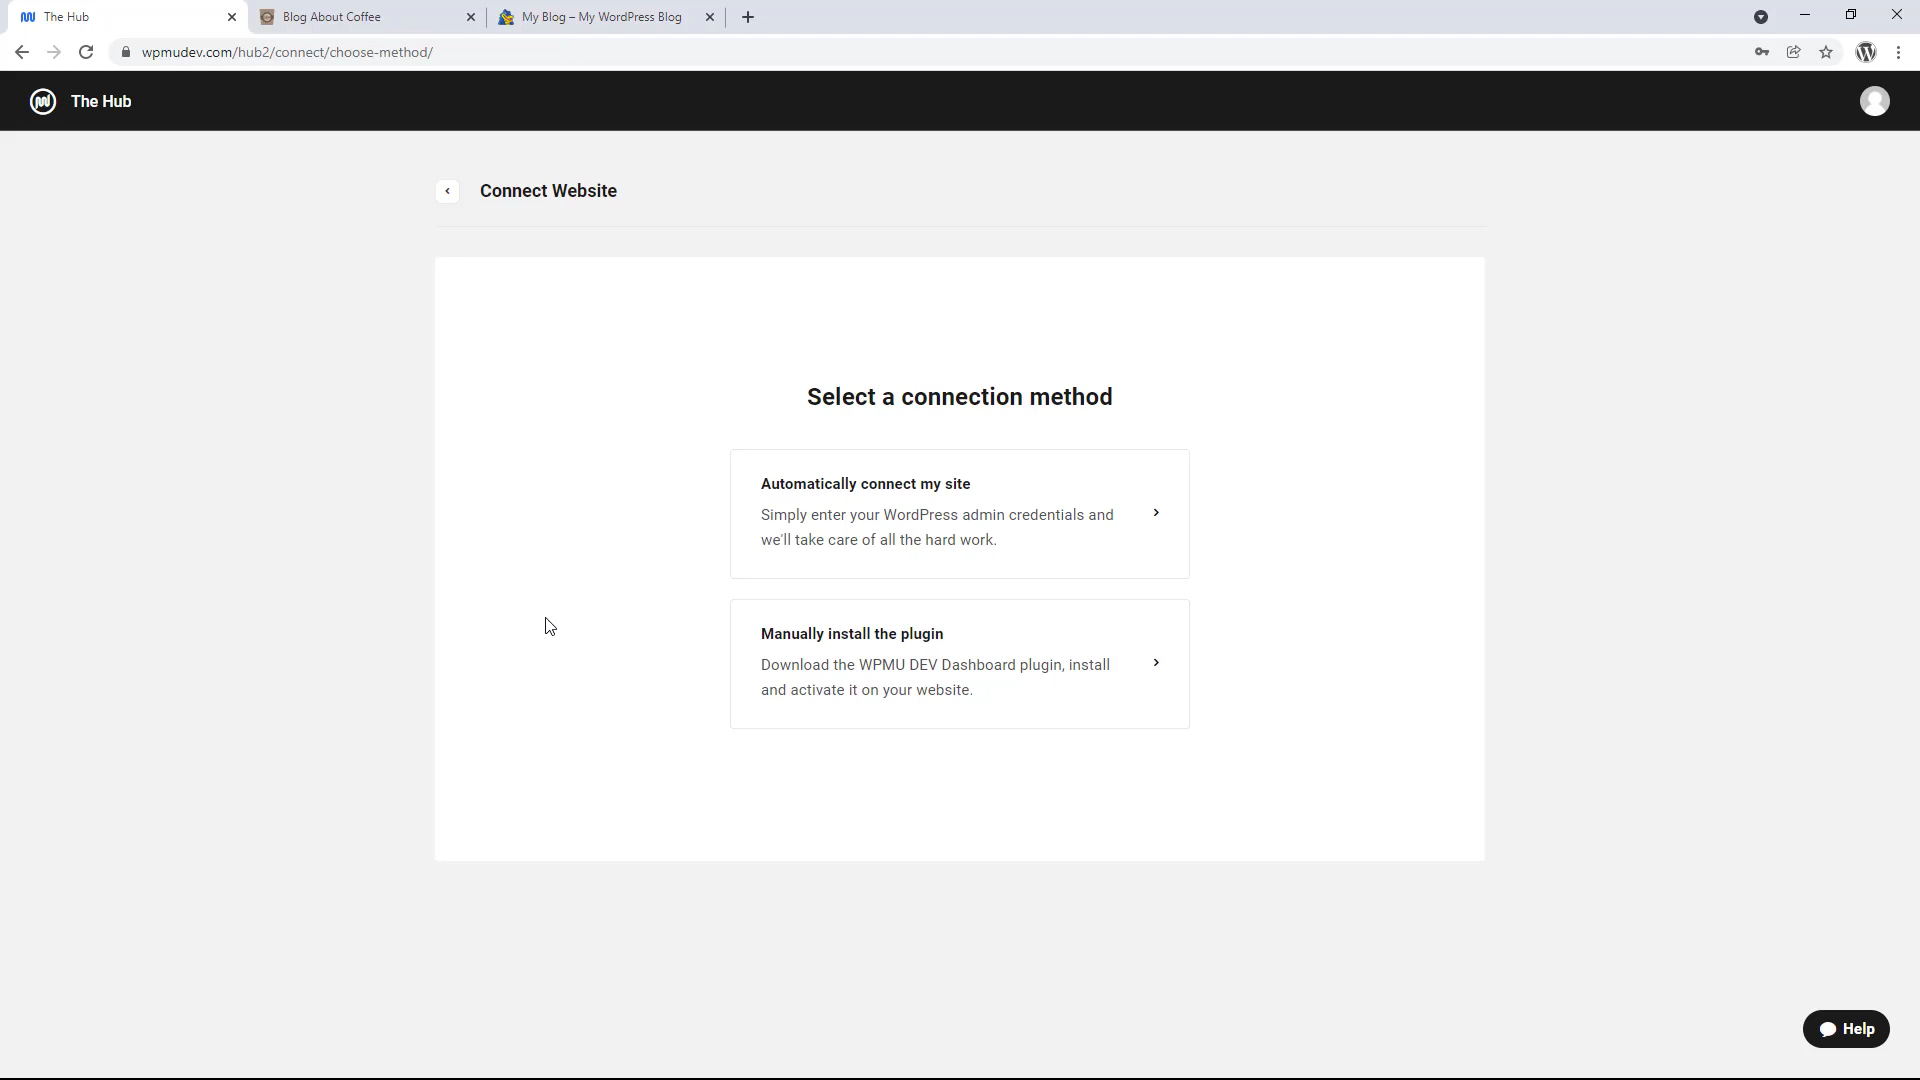 The Hub
Blog About Coffee
My Blog – My WordPress Blog
wpmudev.com/hub2/connect/choose-method/
The Hub
Connect Website
Select a connection method
Automatically connect my site
Simply enter your WordPress admin credentials and
we'll take care of all the hard work.
Manually install the plugin
Download the WPMU DEV Dashboard plugin, install
and activate it on your website.
Help